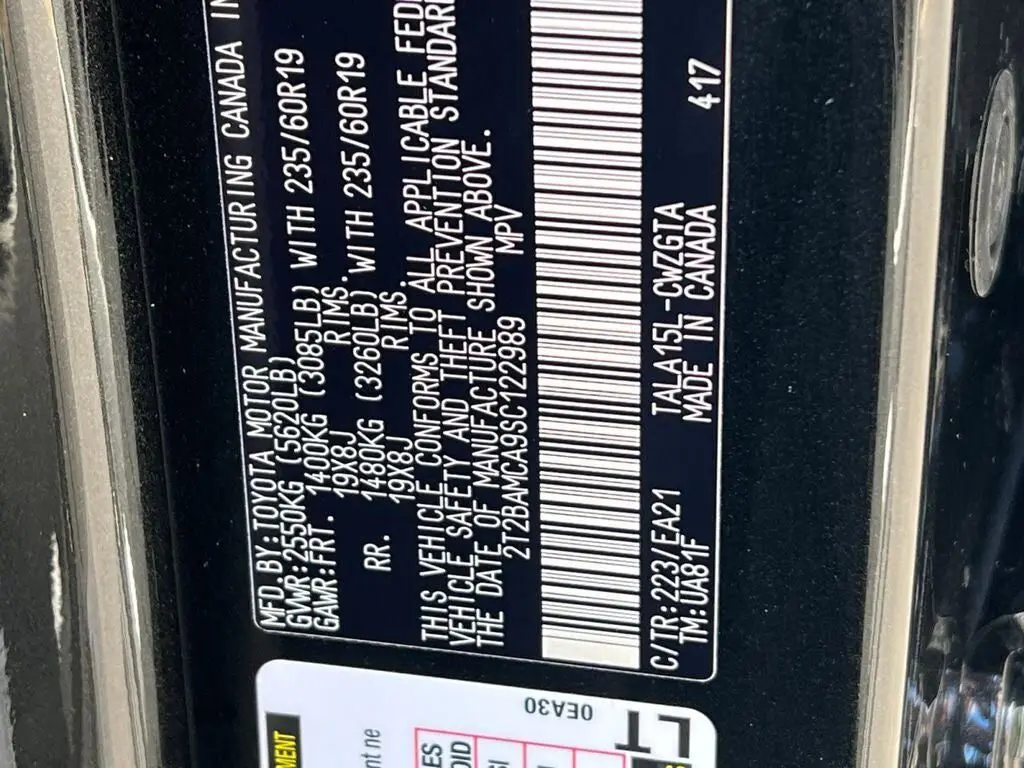 MFD.BY:TOYOTA MOTOR MANUFACTURING CANADA IN
GVWR:2550KG (5620LB)
GAWR:FRT. 1400KG (3085LB) WITH 235/60R19
19X8J RIMS.
RR. 1480KG (3260LB) WITH 235/60R19
19X8J RIMS.
THIS VEHICLE CONFORMS TO ALL APPLICABLE FED
VEHICLE SAFETY AND THEFT PREVENTION STANDAR
THE DATE OF MANUFACTURE SHOWN ABOVE.
2T2BAMCA9SC122989 MPV
C/TR:223/EA21 TALA15L-CWZGTA 417
TM:UA81F MADE IN CANADA
0EA30
LT